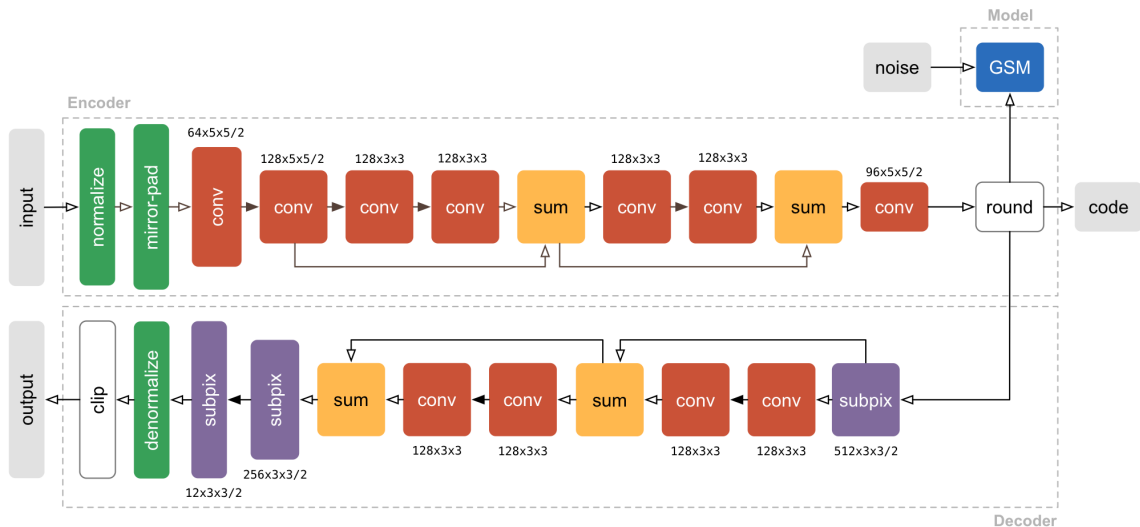 Model
noise
GSM
Encoder
64x5x5/2
128x5x5/2
128x3x3
128x3x3
128x3x3
128x3x3
96x5x5/2
input
normalize
mirror-pad
conv
conv
conv
conv
sum
conv
conv
sum
conv
round
code
output
clip
denormalize
subpix
subpix
sum
conv
conv
sum
conv
conv
subpix
12x3x3/2
256x3x3/2
128x3x3
128x3x3
128x3x3
128x3x3
512x3x3/2
Decoder